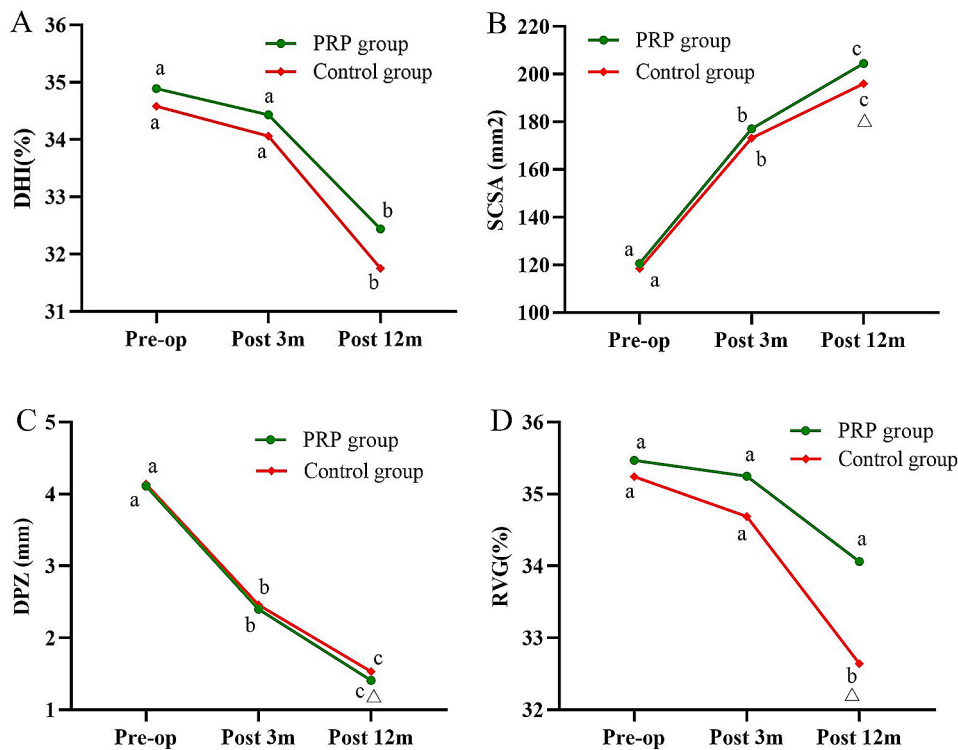 A
DHI(%)
36
35
34
33
32
31
PRP group
Control group
a
a
a
a
b
b
Pre-op Post 3m Post 12m
B
SCSA (mm2)
220
200
180
160
140
120
100
PRP group
Control group
a
a
b
b
c
c
△
Pre-op Post 3m Post 12m
C
DPZ (mm)
5
4
3
2
1
PRP group
Control group
a
a
b
b
c
c△
Pre-op Post 3m Post 12m
D
RVG(%)
36
35
34
33
32
PRP group
Control group
a
a
a
a
a
b
△
Pre-op Post 3m Post 12m